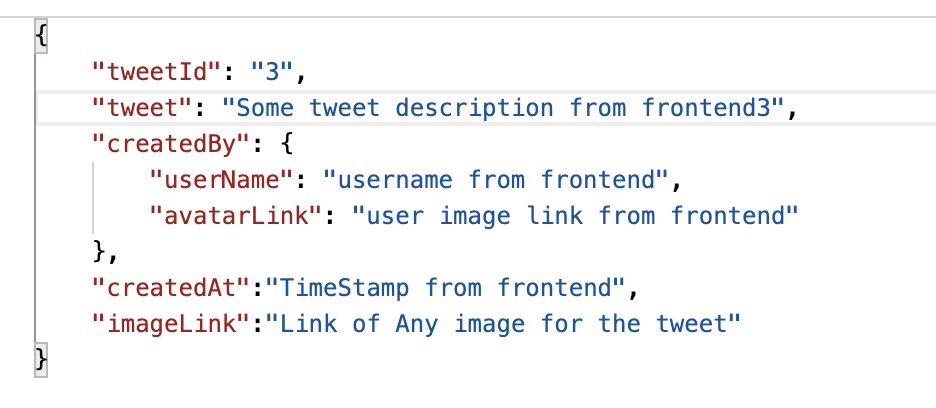 {
"tweetId": "3",
"tweet": "Some tweet description from frontend3",
"createdBy": {
"userName": "username from frontend",
"avatarLink": "user image link from frontend"
},
"createdAt":"TimeStamp from frontend",
"imageLink":"Link of Any image for the tweet"
}